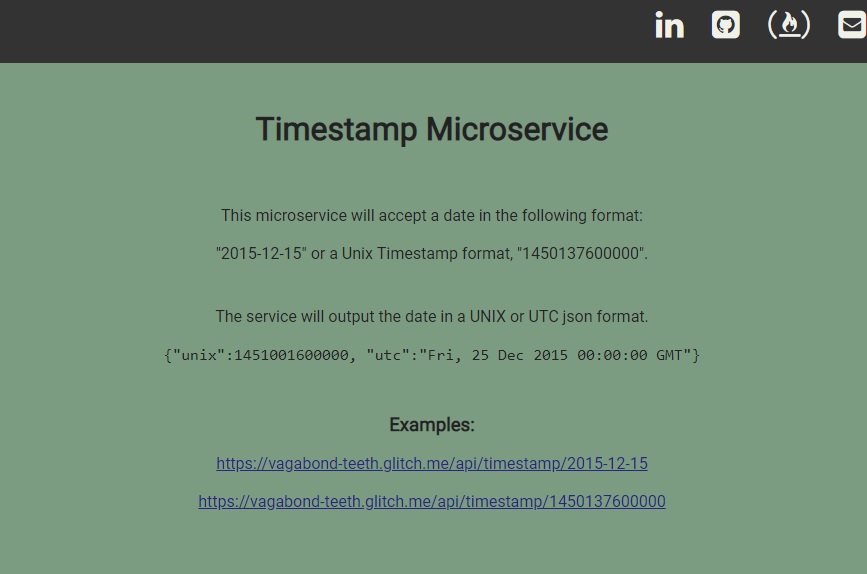 in
Timestamp Microservice
This microservice will accept a date in the following format:
"2015-12-15" or a Unix Timestamp format, "1450137600000".
The service will output the date in a UNIX or UTC json format.
{"unix":1451001600000, "utc":"Fri, 25 Dec 2015 00:00:00 GMT"}
Examples:
https://vagabond-teeth.glitch.me/api/timestamp/2015-12-15
https://vagabond-teeth.glitch.me/api/timestamp/1450137600000